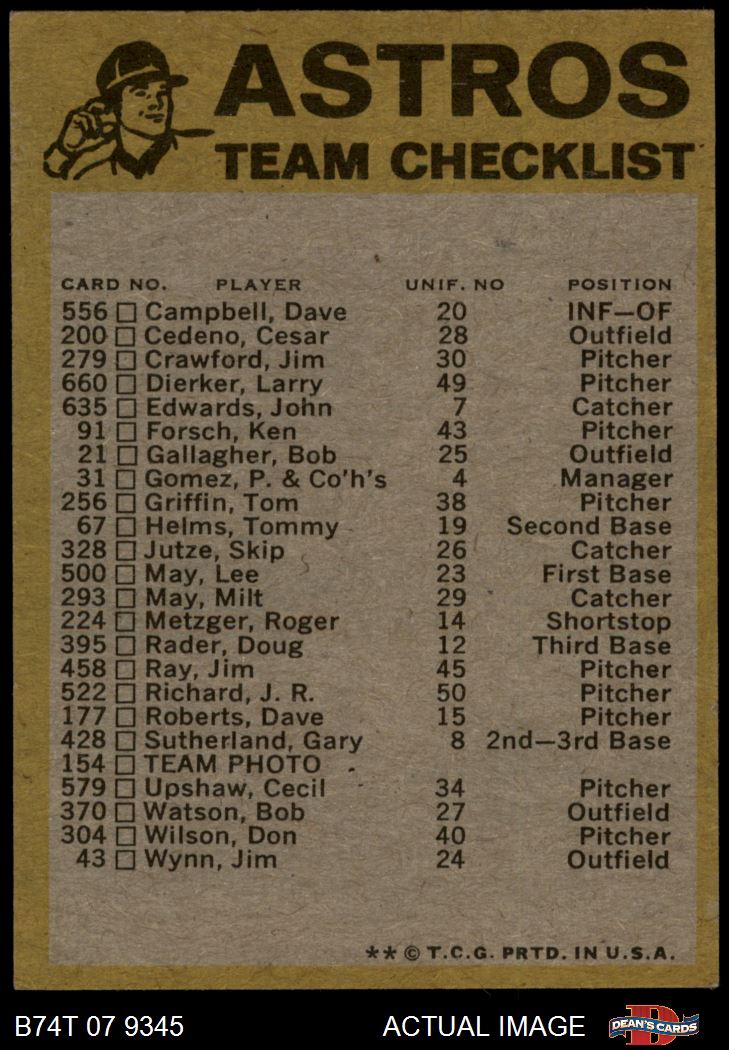 ASTROS
TEAM CHECKLIST
CARD NO. PLAYER UNIF. NO POSITION
556 Campbell, Dave 20 INF—OF
200 Cedeno, Cesar 28 Outfield
279 Crawford, Jim 30 Pitcher
660 Dierker, Larry 49 Pitcher
635 Edwards, John 7 Catcher
91 Forsch, Ken 43 Pitcher
21 Gallagher, Bob 25 Outfield
31 Gomez, P. & Co'h's 4 Manager
256 Griffin, Tom 38 Pitcher
67 Helms, Tommy 19 Second Base
328 Jutze, Skip 26 Catcher
500 May, Lee 23 First Base
293 May, Milt 29 Catcher
224 Metzger, Roger 14 Shortstop
395 Rader, Doug 12 Third Base
458 Ray, Jim 45 Pitcher
522 Richard, J. R. 50 Pitcher
177 Roberts, Dave 15 Pitcher
428 Sutherland, Gary 8 2nd—3rd Base
154 TEAM PHOTO
579 Upshaw, Cecil 34 Pitcher
370 Watson, Bob 27 Outfield
304 Wilson, Don 40 Pitcher
43 Wynn, Jim 24 Outfield
** © T.C.G. PRTD. IN U.S.A.
B74T 07 9345 ACTUAL IMAGE DEAN'S CARDS